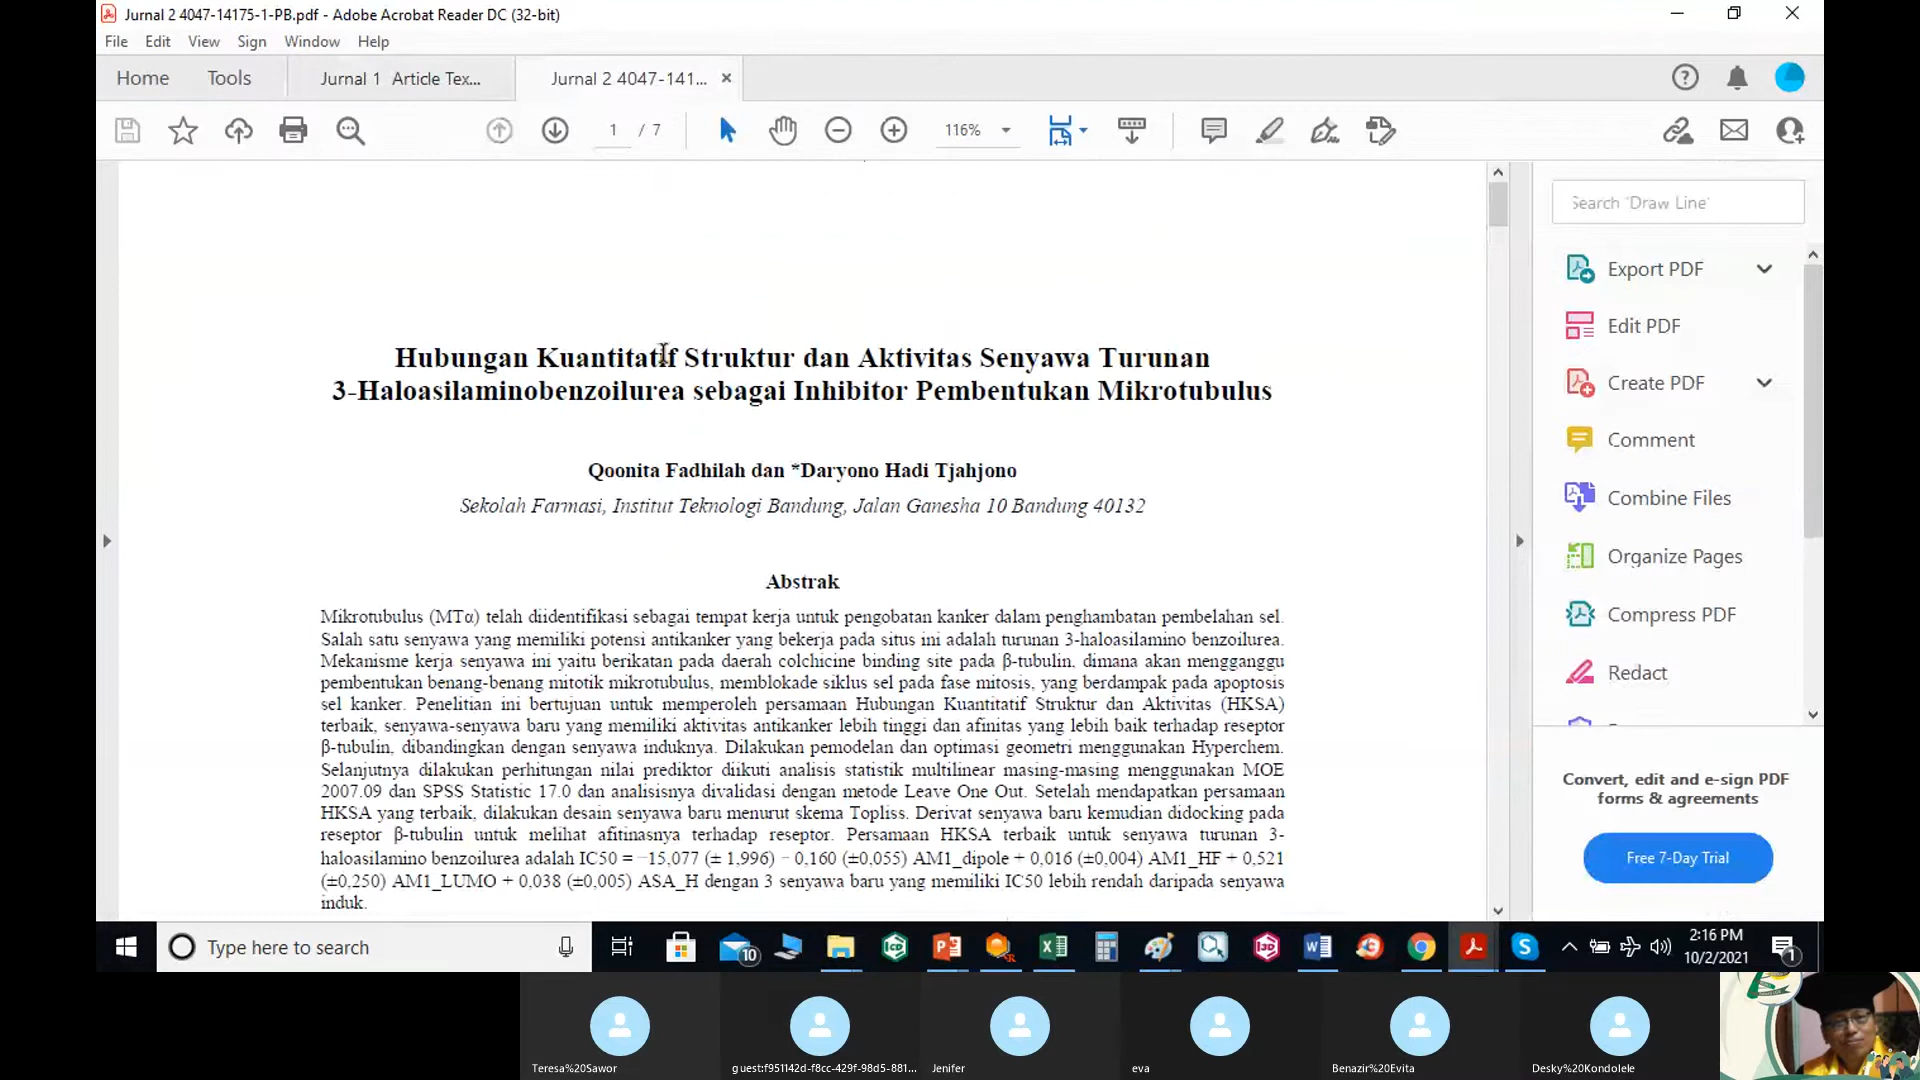 Jurnal 2 4047-14175-1-PB.pdf - Adobe Acrobat Reader DC (32-bit)
File Edit View Sign Window Help
Home Tools Jurnal 1 Article Tex... Jurnal 2 4047-141...
1 / 7 116%
Search 'Draw Line'
Export PDF
Edit PDF
Create PDF
Comment
Combine Files
Organize Pages
Compress PDF
Redact
Convert, edit and e-sign PDF
forms & agreements
Free 7-Day Trial
Hubungan Kuantitatif Struktur dan Aktivitas Senyawa Turunan
3-Haloasilaminobenzoilurea sebagai Inhibitor Pembentukan Mikrotubulus
Qoonita Fadhilah dan *Daryono Hadi Tjahjono
Sekolah Farmasi, Institut Teknologi Bandung, Jalan Ganesha 10 Bandung 40132
Abstrak
Mikrotubulus (MTα) telah diidentifikasi sebagai tempat kerja untuk pengobatan kanker dalam penghambatan pembelahan sel.
Salah satu senyawa yang memiliki potensi antikanker yang bekerja pada situs ini adalah turunan 3-haloasilamino benzoilurea.
Mekanisme kerja senyawa ini yaitu berikatan pada daerah colchicine binding site pada β-tubulin, dimana akan mengganggu
pembentukan benang-benang mitotik mikrotubulus, memblokade siklus sel pada fase mitosis, yang berdampak pada apoptosis
sel kanker. Penelitian ini bertujuan untuk memperoleh persamaan Hubungan Kuantitatif Struktur dan Aktivitas (HKSA)
terbaik, senyawa-senyawa baru yang memiliki aktivitas antikanker lebih tinggi dan afinitas yang lebih baik terhadap reseptor
β-tubulin, dibandingkan dengan senyawa induknya. Dilakukan pemodelan dan optimasi geometri menggunakan Hyperchem.
Selanjutnya dilakukan perhitungan nilai prediktor diikuti analisis statistik multilinear masing-masing menggunakan MOE
2007.09 dan SPSS Statistic 17.0 dan analisisnya divalidasi dengan metode Leave One Out. Setelah mendapatkan persamaan
HKSA yang terbaik, dilakukan desain senyawa baru menurut skema Topliss. Derivat senyawa baru kemudian didocking pada
reseptor β-tubulin untuk melihat afitinasnya terhadap reseptor. Persamaan HKSA terbaik untuk senyawa turunan 3-
haloasilamino benzoilurea adalah IC50 = −15,077 (± 1,996) − 0,160 (±0,055) AM1_dipole + 0,016 (±0,004) AM1_HF + 0,521
(±0,250) AM1_LUMO + 0,038 (±0,005) ASA_H dengan 3 senyawa baru yang memiliki IC50 lebih rendah daripada senyawa
induk.
Type here to search
10
2:16 PM
10/2/2021
1
Teresa%20Sawor
guest:f951142d-f8cc-429f-98d5-881...
Jenifer
eva
Benazir%20Evita
Desky%20Kondolele